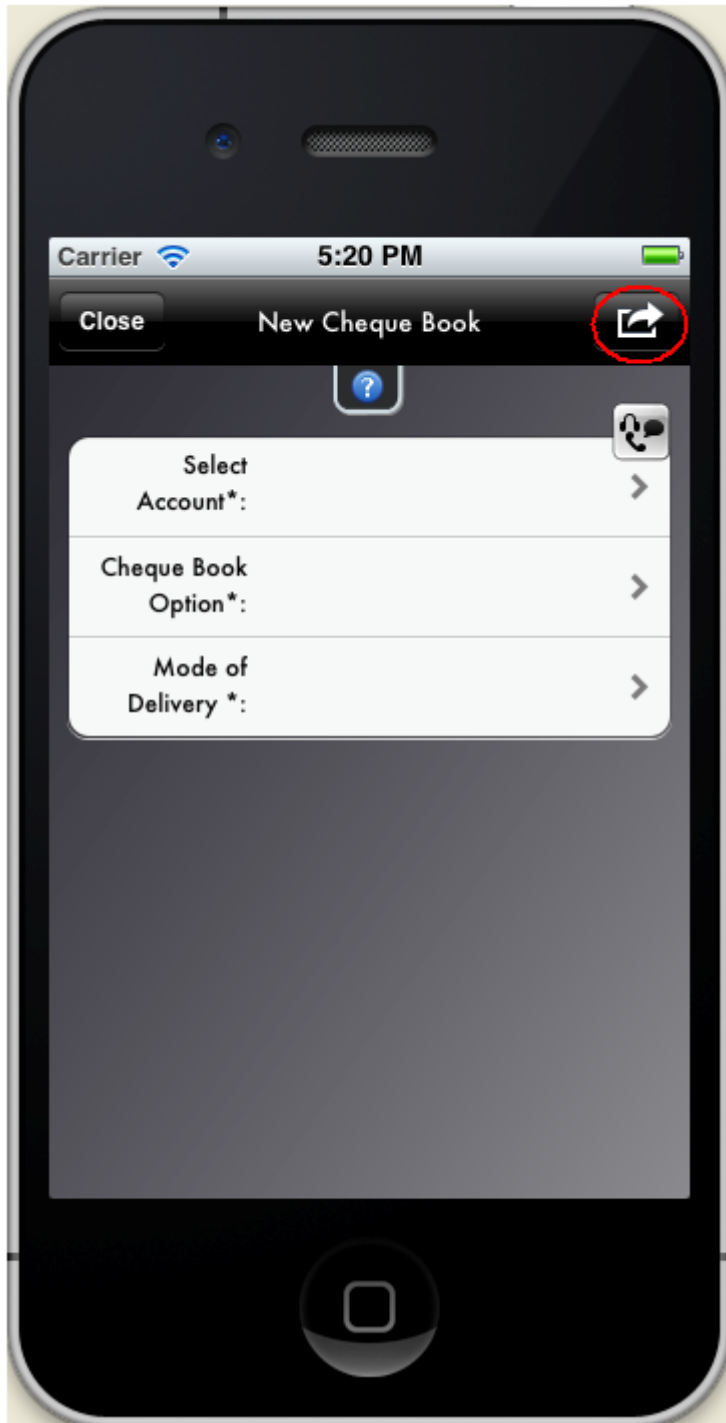 Carrier 5:20 PM
Close New Cheque Book
?
Select
Account*:
Cheque Book
Option*:
Mode of
Delivery *: